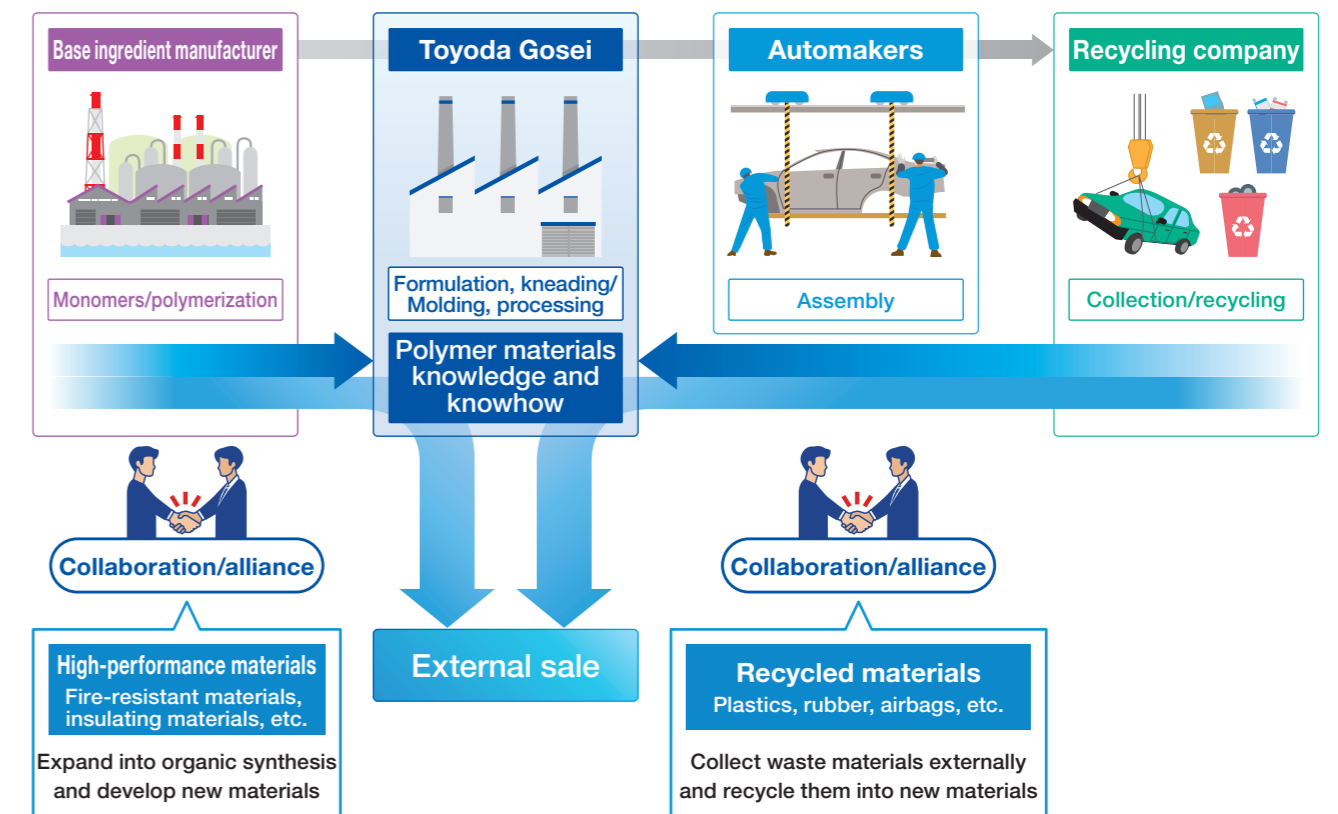 Base ingredient manufacturer
Toyoda Gosei
Automakers
Recycling company
Monomers/polymerization
Formulation, kneading/
Molding, processing
Assembly
Collection/recycling
Polymer materials
knowledge and
knowhow
Collaboration/alliance
Collaboration/alliance
External sale
High-performance materials
Fire-resistant materials,
insulating materials, etc.
Expand into organic synthesis
and develop new materials
Recycled materials
Plastics, rubber, airbags, etc.
Collect waste materials externally
and recycle them into new materials